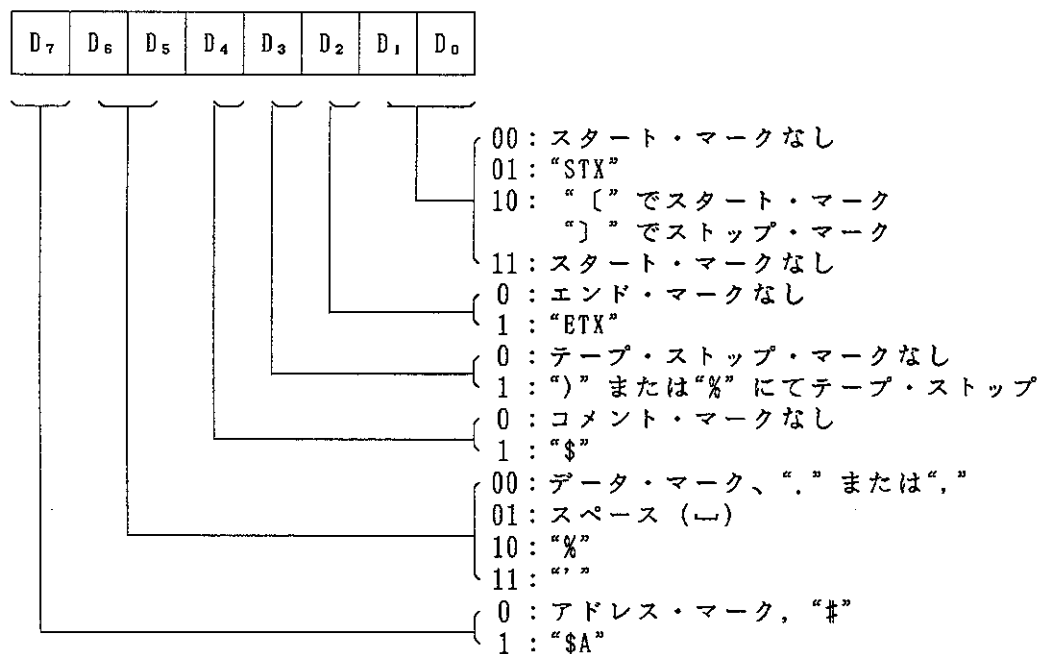 D₇ D₆ D₅ D₄ D₃ D₂ D₁ D₀
00：スタート・マークなし
01：“STX”
10：“〔” でスタート・マーク
“〕” でストップ・マーク
11：スタート・マークなし
0：エンド・マークなし
1：“ETX”
0：テープ・ストップ・マークなし
1：“)” または“%” にてテープ・ストップ
0：コメント・マークなし
1：“$”
00：データ・マーク、“.” または“,”
01：スペース (⎵)
10：“%”
11：“’”
0：アドレス・マーク, “#”
1：“$A”